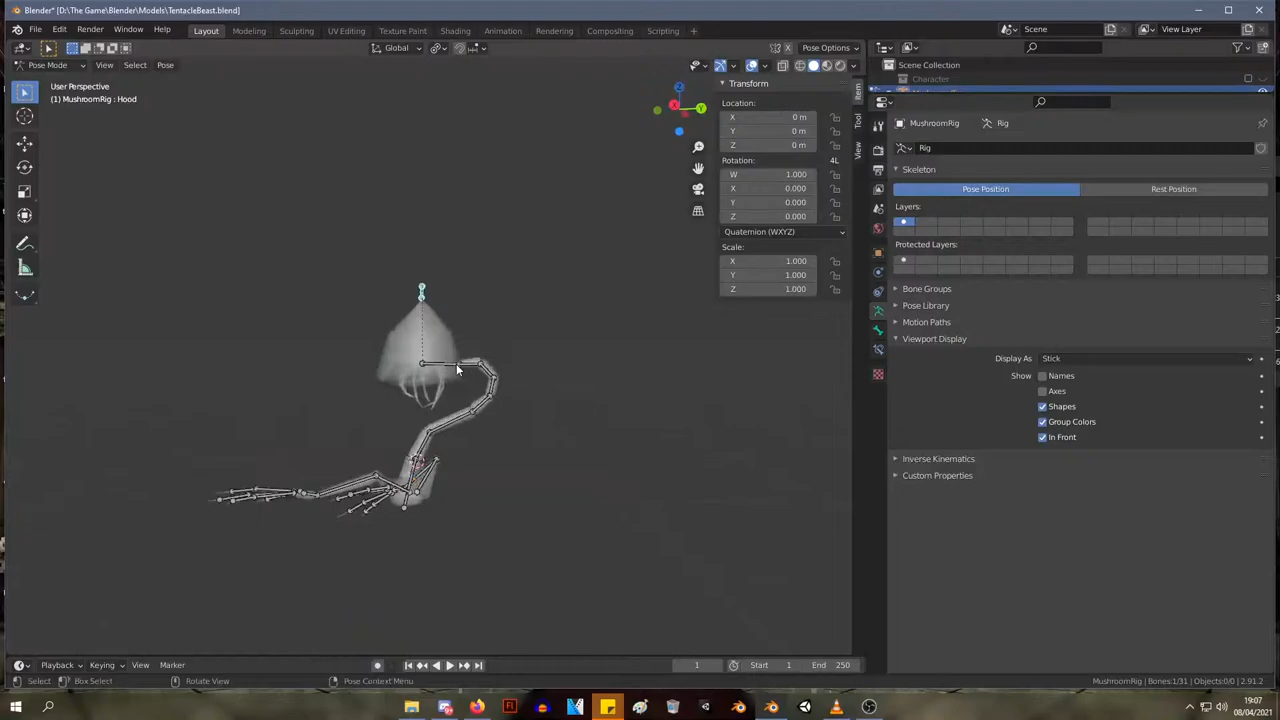 Blender* [D:\The Game\Blender\Models\TentacleBeast.blend]
File Edit Render Window Help Layout Modeling Sculpting UV Editing Texture Paint Shading Animation Rendering Compositing Scripting + Scene View Layer
Global Pose Options
Pose Mode View Select Pose
User Perspective
(1) MushroomRig : Hood
Z
X
Y
Transform
Location:
X 0 m
Y 0 m
Z 0 m
Rotation: 4L
W 1.000
X 0.000
Y 0.000
Z 0.000
Quaternion (WXYZ)
Scale:
X 1.000
Y 1.000
Z 1.000
Item
Tool
View
Scene Collection
Character
MushroomRig Rig
Rig
Skeleton
Pose Position Rest Position
Layers:
Protected Layers:
Bone Groups
Pose Library
Motion Paths
Viewport Display
Display As Stick
Show Names
Axes
Shapes
Group Colors
In Front
Inverse Kinematics
Custom Properties
Playback Keying View Marker 1 Start 1 End 250
Select Box Select Rotate View Pose Context Menu MushroomRig | Bones:1/31 | Objects:0/0 | 2.91.2
Fl
19:07
08/04/2021